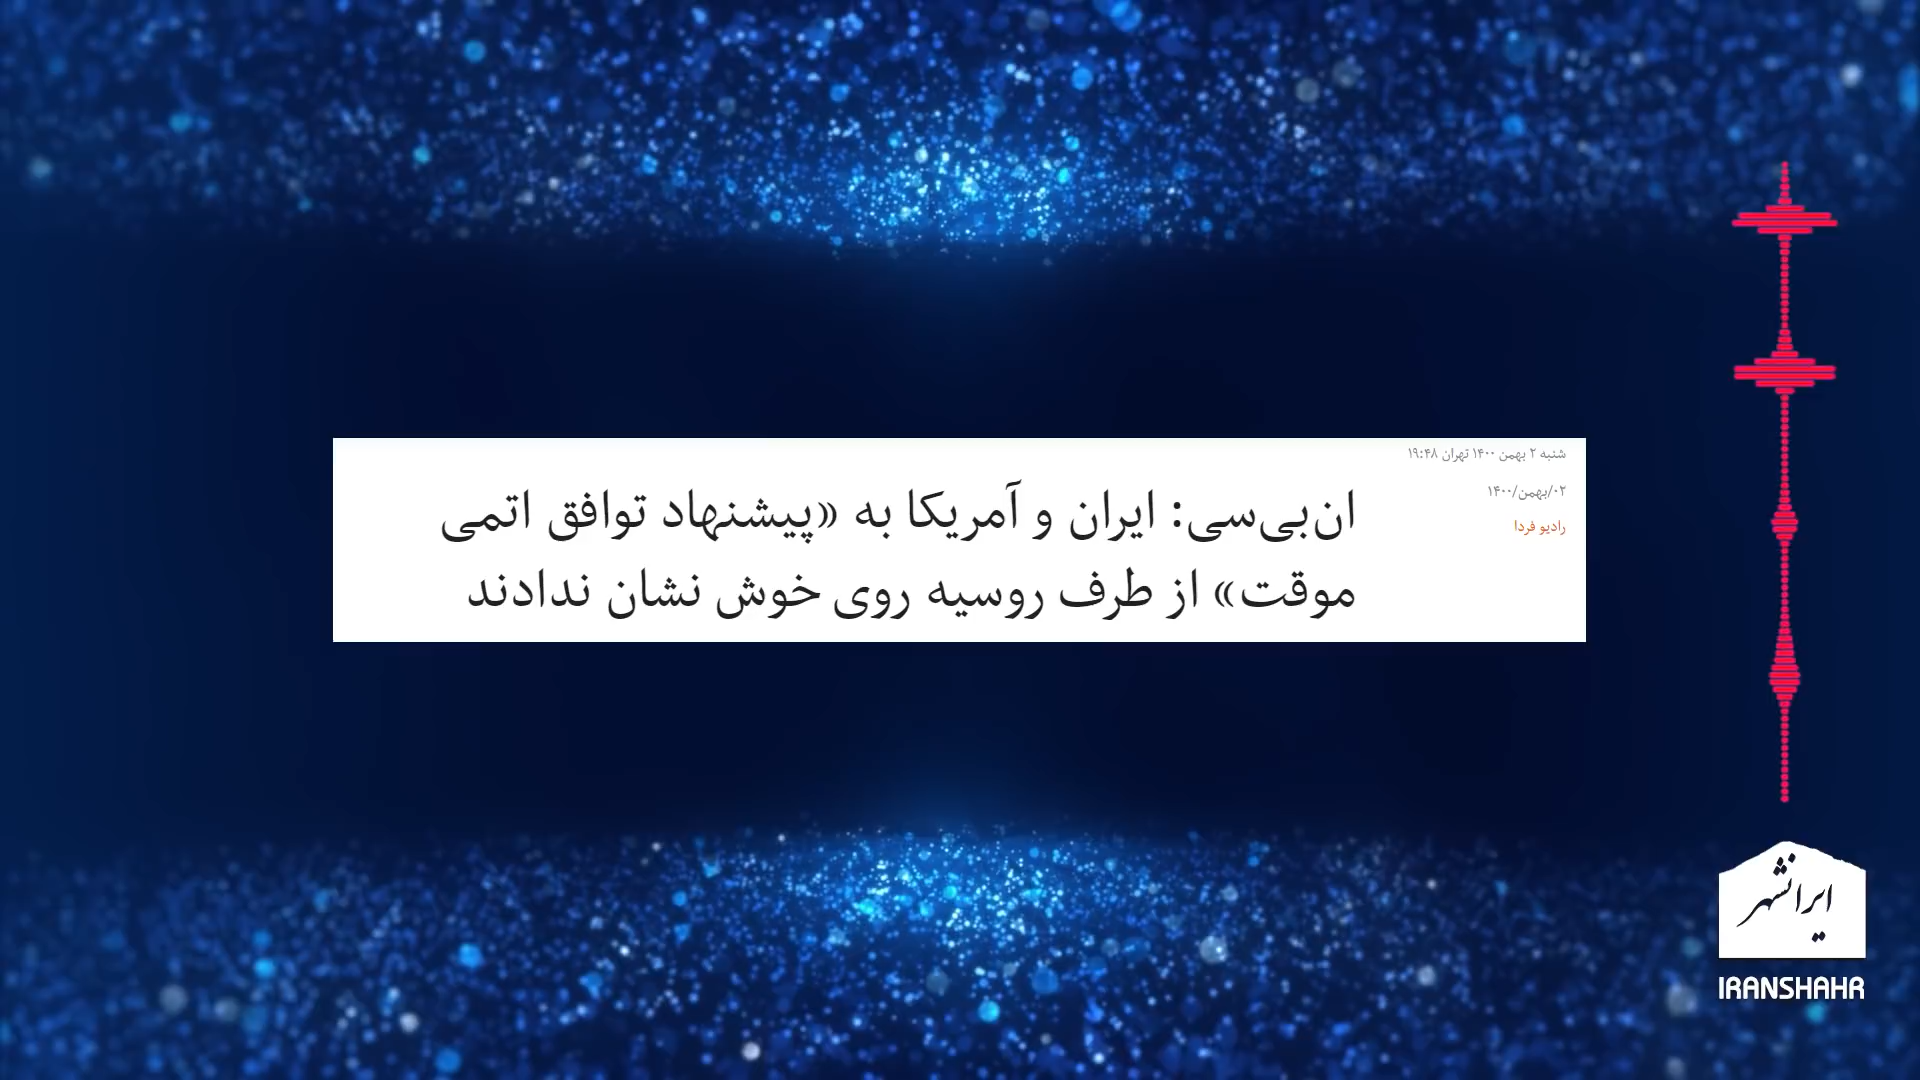 شنبه ۲ بهمن ۱۴۰۰ تهران ۱۹:۴۸
۰۲/بهمن/۱۴۰۰
رادیو فردا
ان‌بی‌سی: ایران و آمریکا به «پیشنهاد توافق اتمی
موقت» از طرف روسیه روی خوش نشان ندادند
ایرانشهر
IRANSHAHR